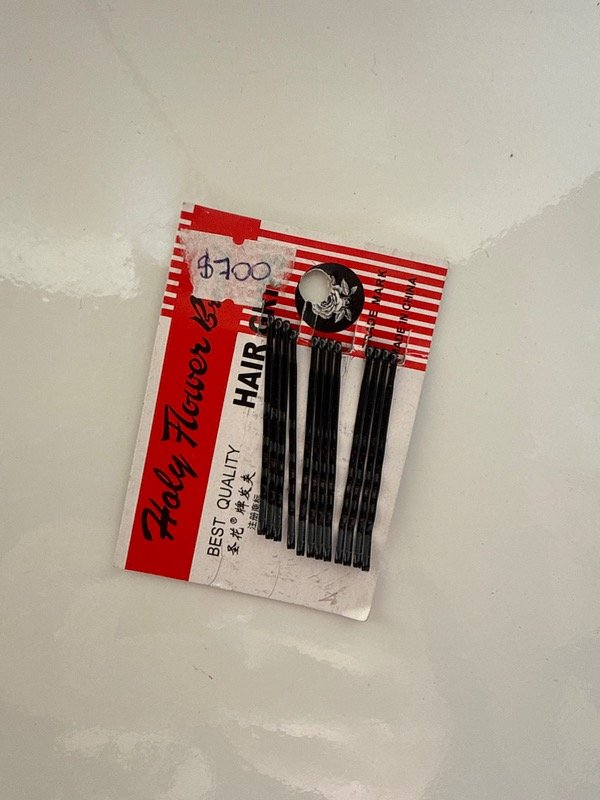 $700
Holy Flower
HAIR
BEST QUALITY
圣花®牌发夹
注册商标
MARK
MADE IN CHINA